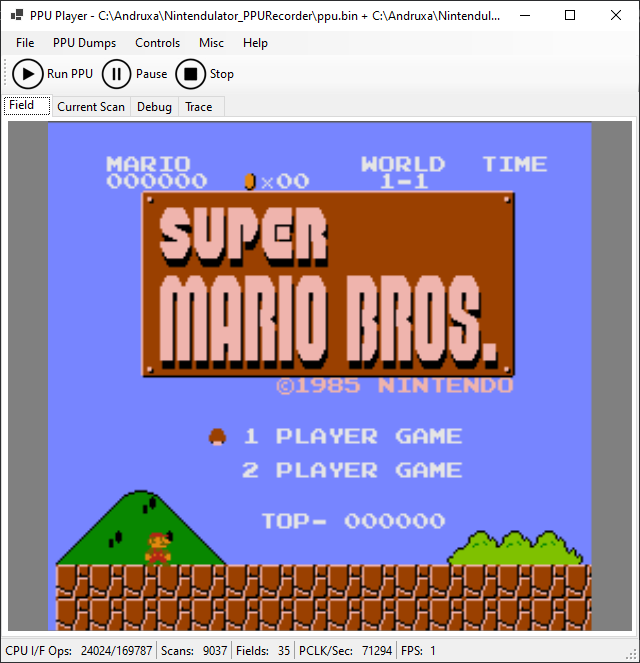 PPU Player - C:\Andruxa\Nintendulator_PPURecorder\ppu.bin + C:\Andruxa\Nintendul...
File PPU Dumps Controls Misc Help
Run PPU Pause Stop
Field Current Scan Debug Trace
MARIO WORLD TIME
000000 ×00 1-1
SUPER
MARIO BROS.
©1985 NINTENDO
1 PLAYER GAME
2 PLAYER GAME
TOP- 000000
CPU I/F Ops: 24024/169787 Scans: 9037 Fields: 35 PCLK/Sec: 71294 FPS: 1